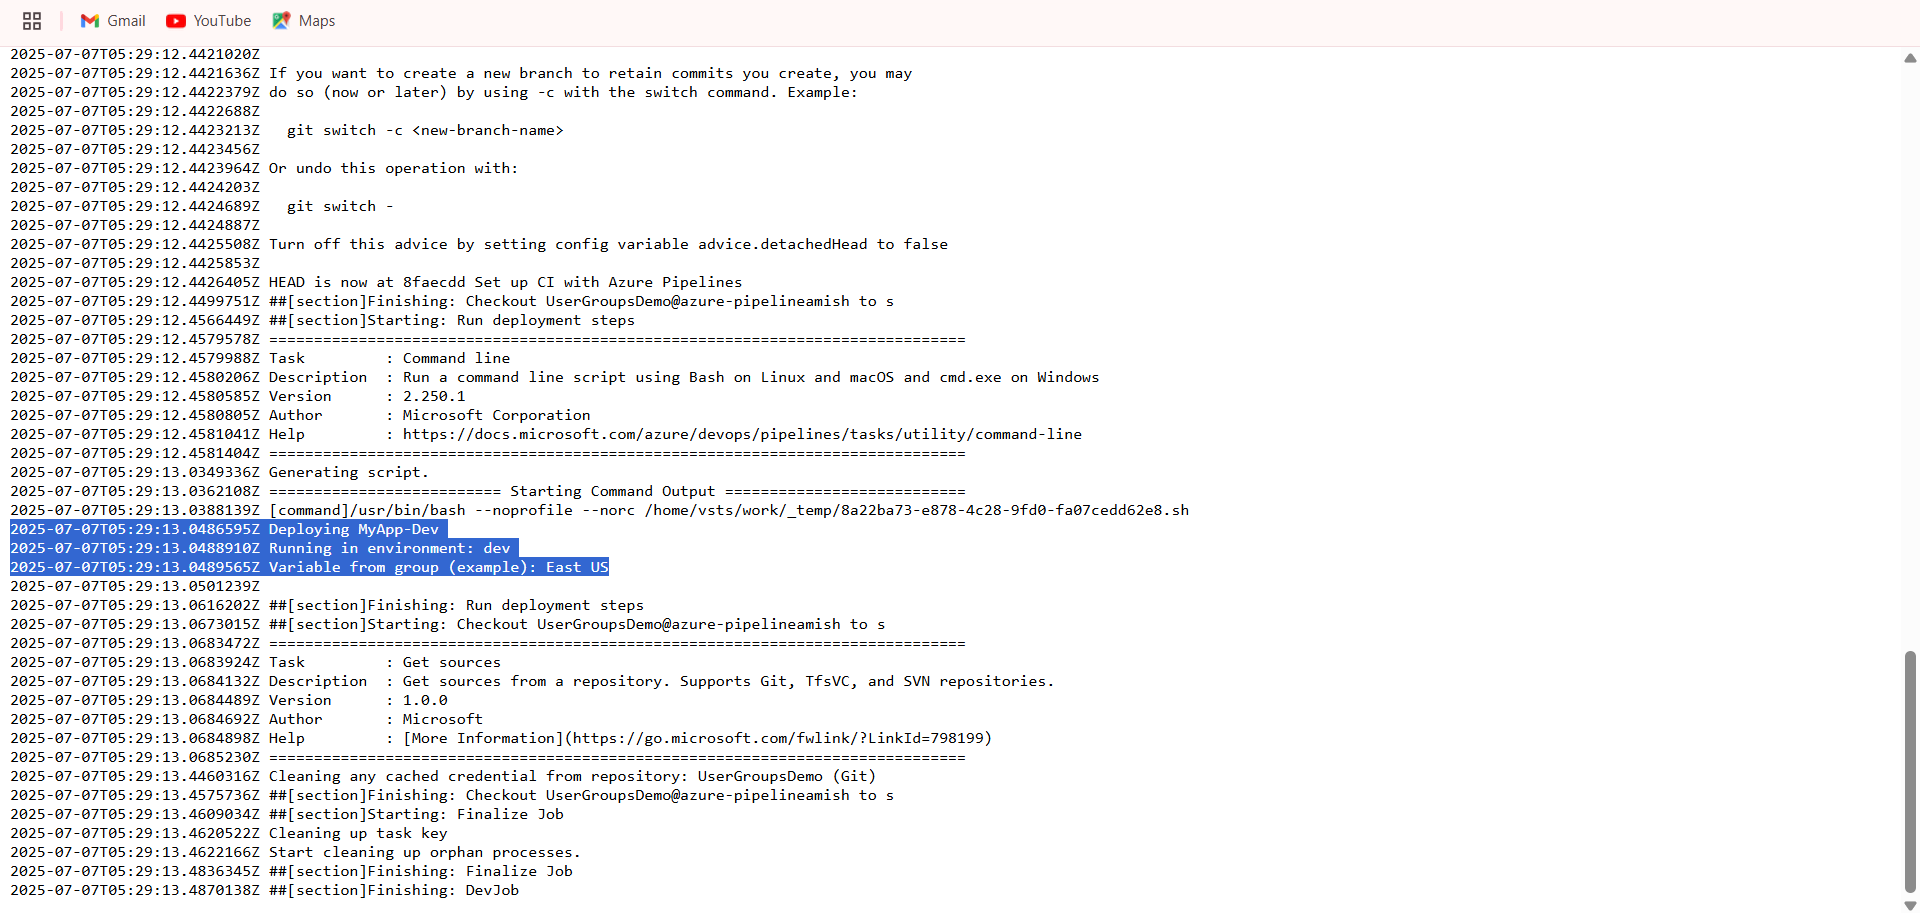 Gmail YouTube Maps
2025-07-07T05:29:12.4421020Z
2025-07-07T05:29:12.4421636Z If you want to create a new branch to retain commits you create, you may
2025-07-07T05:29:12.4422379Z do so (now or later) by using -c with the switch command. Example:
2025-07-07T05:29:12.4422688Z
2025-07-07T05:29:12.4423213Z   git switch -c <new-branch-name>
2025-07-07T05:29:12.4423456Z
2025-07-07T05:29:12.4423964Z Or undo this operation with:
2025-07-07T05:29:12.4424203Z
2025-07-07T05:29:12.4424689Z   git switch -
2025-07-07T05:29:12.4424887Z
2025-07-07T05:29:12.4425508Z Turn off this advice by setting config variable advice.detachedHead to false
2025-07-07T05:29:12.4425853Z
2025-07-07T05:29:12.4426405Z HEAD is now at 8faecdd Set up CI with Azure Pipelines
2025-07-07T05:29:12.4499751Z ##[section]Finishing: Checkout UserGroupsDemo@azure-pipelineamish to s
2025-07-07T05:29:12.4566449Z ##[section]Starting: Run deployment steps
2025-07-07T05:29:12.4579578Z ==============================================================================
2025-07-07T05:29:12.4579988Z Task         : Command line
2025-07-07T05:29:12.4580206Z Description  : Run a command line script using Bash on Linux and macOS and cmd.exe on Windows
2025-07-07T05:29:12.4580585Z Version      : 2.250.1
2025-07-07T05:29:12.4580805Z Author       : Microsoft Corporation
2025-07-07T05:29:12.4581041Z Help         : https://docs.microsoft.com/azure/devops/pipelines/tasks/utility/command-line
2025-07-07T05:29:12.4581404Z ==============================================================================
2025-07-07T05:29:13.0349336Z Generating script.
2025-07-07T05:29:13.0362108Z ========================== Starting Command Output ===========================
2025-07-07T05:29:13.0388139Z [command]/usr/bin/bash --noprofile --norc /home/vsts/work/_temp/8a22ba73-e878-4c28-9fd0-fa07cedd62e8.sh
2025-07-07T05:29:13.0486595Z Deploying MyApp-Dev
2025-07-07T05:29:13.0488910Z Running in environment: dev
2025-07-07T05:29:13.0489565Z Variable from group (example): East US
2025-07-07T05:29:13.0501239Z
2025-07-07T05:29:13.0616202Z ##[section]Finishing: Run deployment steps
2025-07-07T05:29:13.0673015Z ##[section]Starting: Checkout UserGroupsDemo@azure-pipelineamish to s
2025-07-07T05:29:13.0683472Z ==============================================================================
2025-07-07T05:29:13.0683924Z Task         : Get sources
2025-07-07T05:29:13.0684132Z Description  : Get sources from a repository. Supports Git, TfsVC, and SVN repositories.
2025-07-07T05:29:13.0684489Z Version      : 1.0.0
2025-07-07T05:29:13.0684692Z Author       : Microsoft
2025-07-07T05:29:13.0684898Z Help         : [More Information](https://go.microsoft.com/fwlink/?LinkId=798199)
2025-07-07T05:29:13.0685230Z ==============================================================================
2025-07-07T05:29:13.4460316Z Cleaning any cached credential from repository: UserGroupsDemo (Git)
2025-07-07T05:29:13.4575736Z ##[section]Finishing: Checkout UserGroupsDemo@azure-pipelineamish to s
2025-07-07T05:29:13.4609034Z ##[section]Starting: Finalize Job
2025-07-07T05:29:13.4620522Z Cleaning up task key
2025-07-07T05:29:13.4622166Z Start cleaning up orphan processes.
2025-07-07T05:29:13.4836345Z ##[section]Finishing: Finalize Job
2025-07-07T05:29:13.4870138Z ##[section]Finishing: DevJob